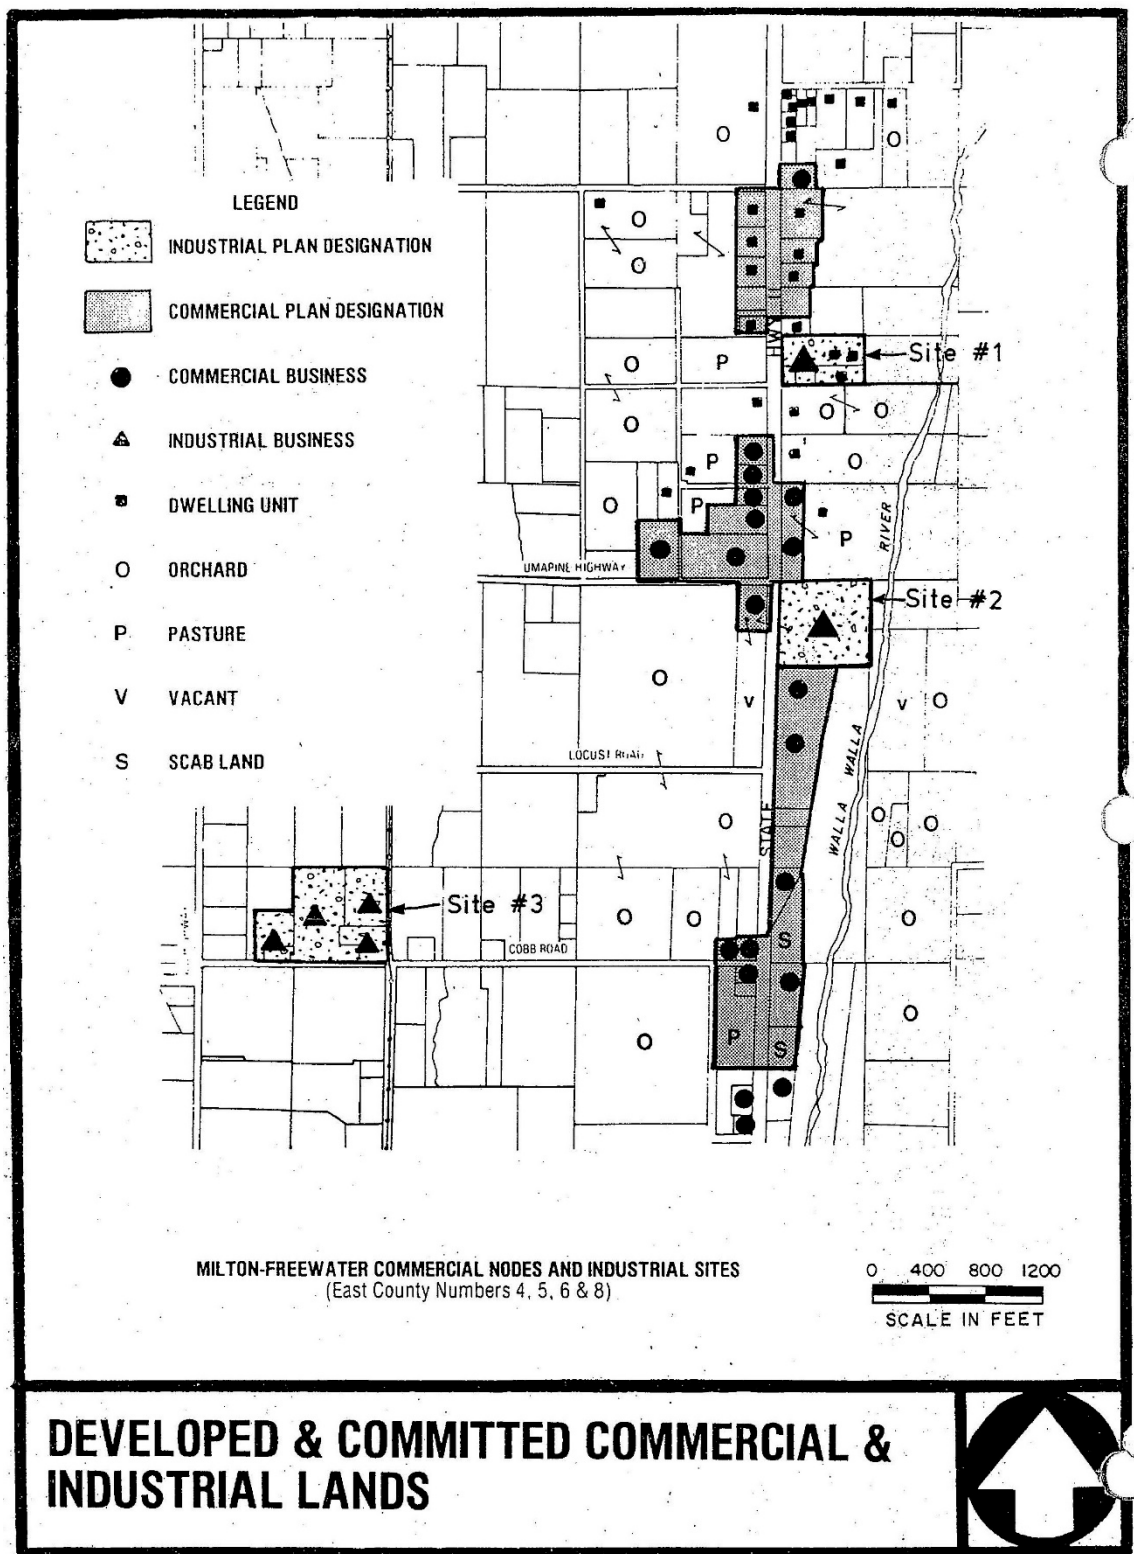 LEGEND
INDUSTRIAL PLAN DESIGNATION
COMMERCIAL PLAN DESIGNATION
COMMERCIAL BUSINESS
INDUSTRIAL BUSINESS
DWELLING UNIT
O ORCHARD
P PASTURE
V VACANT
S SCAB LAND
O
O
O
O
HWY 11
Site #1
O
P
O
O
O
P
O
O
P
P
RIVER
UMAPINE HIGHWAY
Site #2
O
V
V
O
LOCUST ROAD
WALLA WALLA
STATE
O
O
O
O
Site #3
O
O
O
S
COBB ROAD
O
O
P
S
MILTON-FREEWATER COMMERCIAL NODES AND INDUSTRIAL SITES
(East County Numbers 4, 5, 6 & 8)
0 400 800 1200
SCALE IN FEET
DEVELOPED & COMMITTED COMMERCIAL &
INDUSTRIAL LANDS